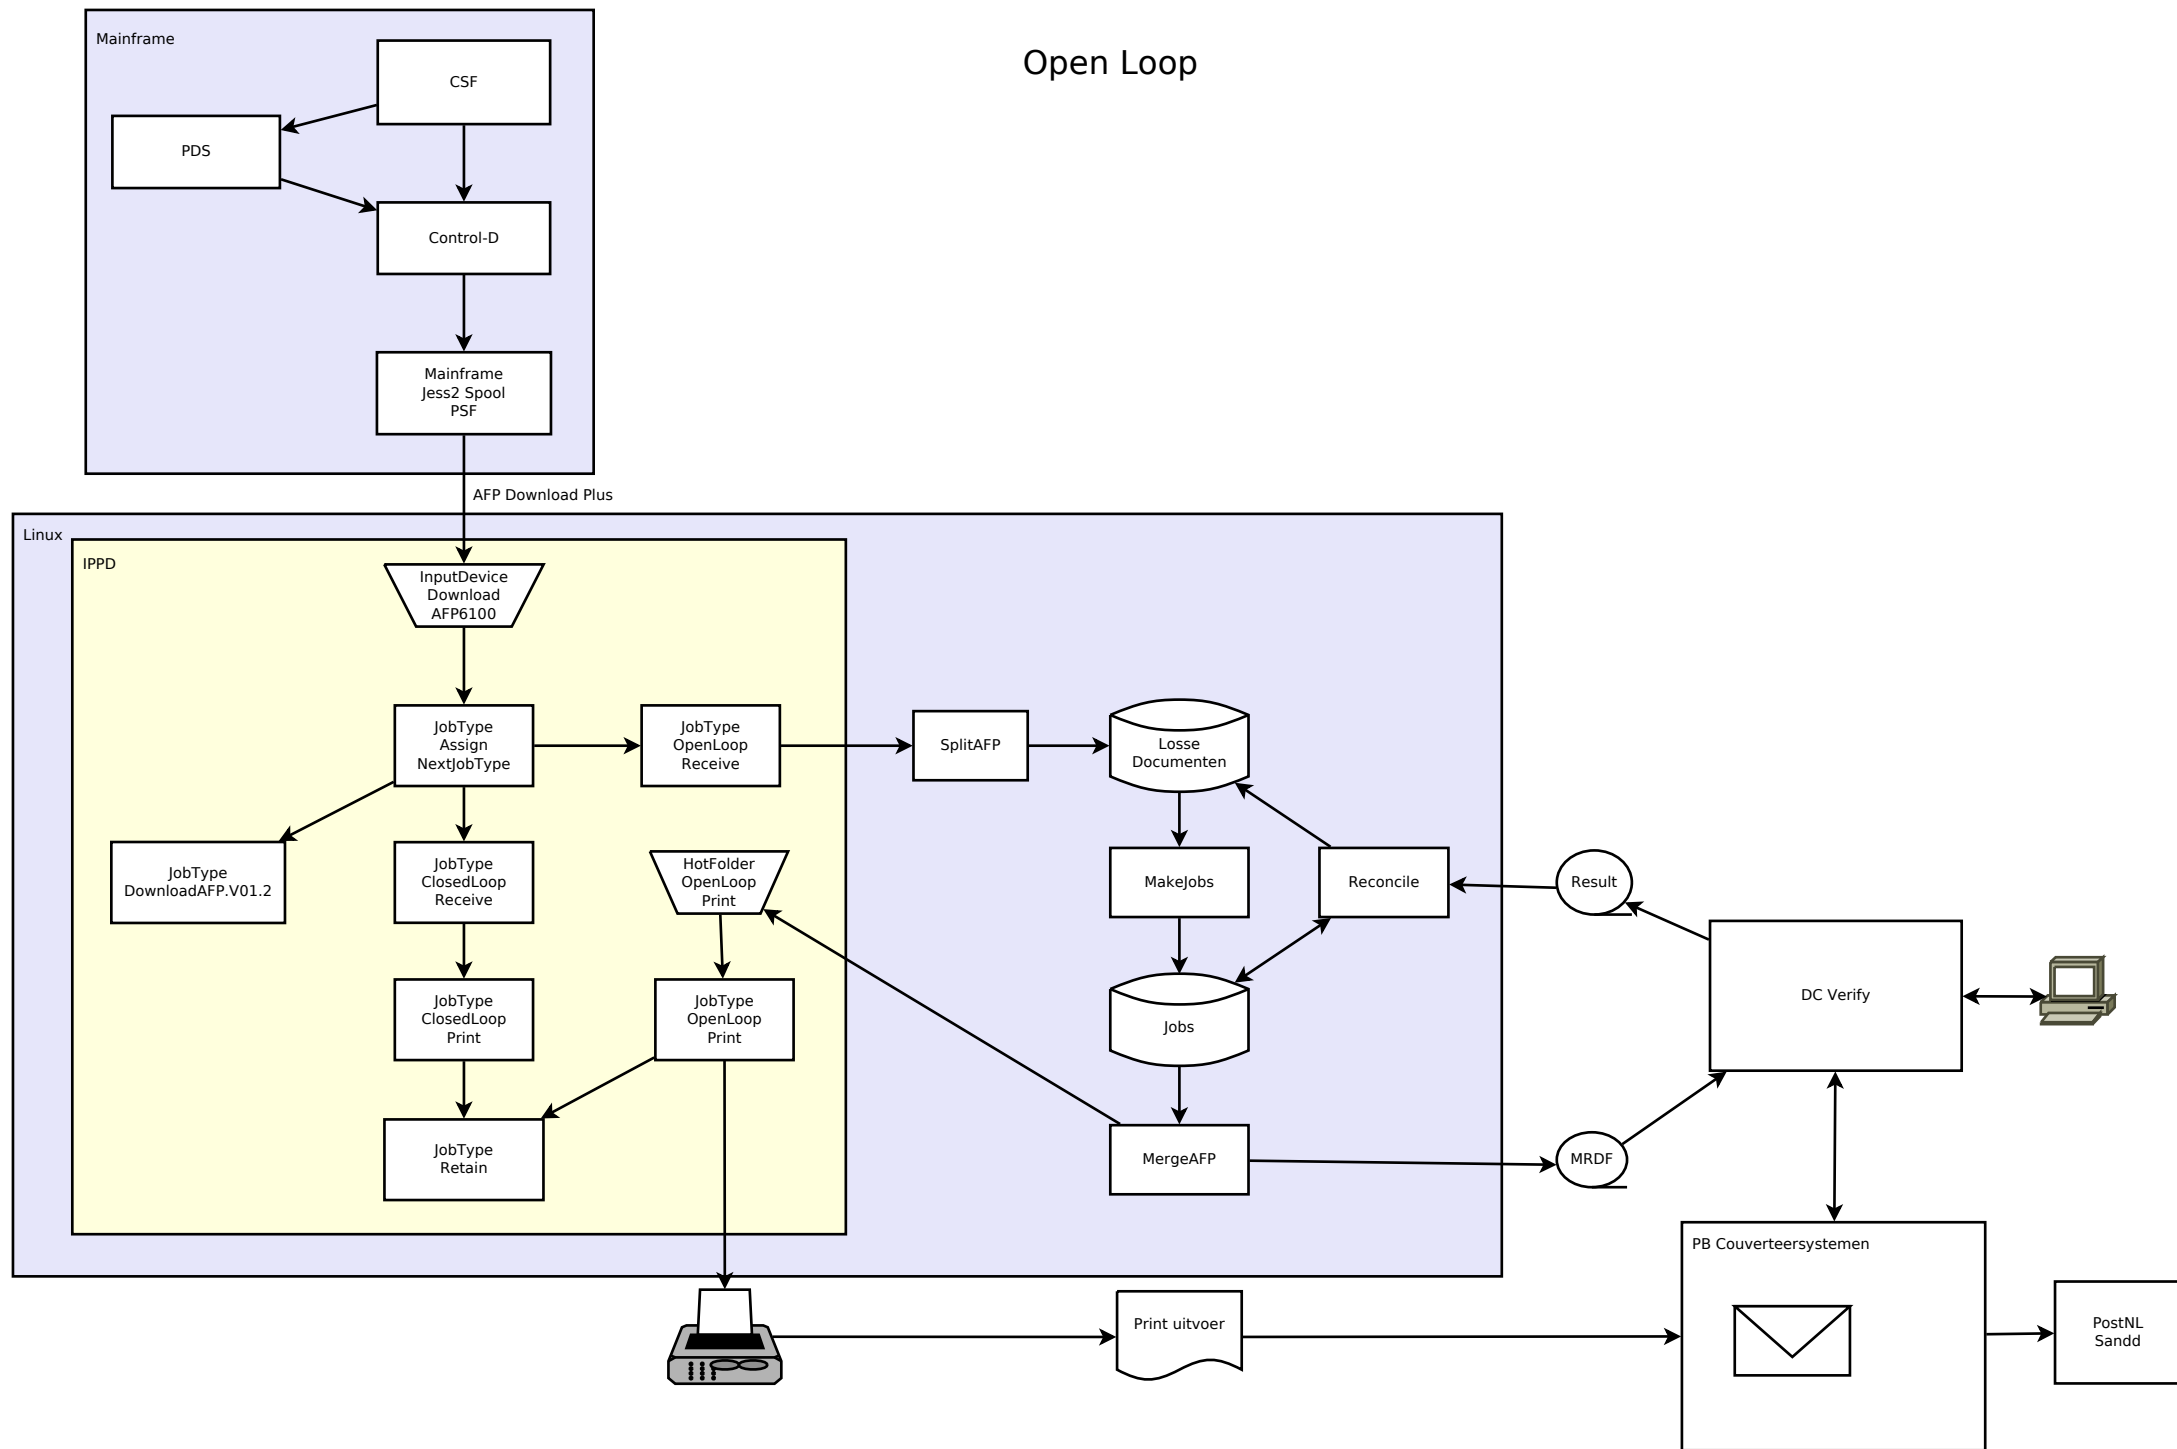 Open Loop
Mainframe
CSF
PDS
Control-D
Mainframe
Jess2 Spool
PSF
AFP Download Plus
Linux
IPPD
InputDevice
Download
AFP6100
JobType
Assign
NextJobType
JobType
OpenLoop
Receive
SplitAFP
Losse
Documenten
JobType
DownloadAFP.V01.2
JobType
ClosedLoop
Receive
HotFolder
OpenLoop
Print
MakeJobs
Reconcile
Result
JobType
ClosedLoop
Print
JobType
OpenLoop
Print
Jobs
DC Verify
JobType
Retain
MergeAFP
MRDF
PB Couverteersystemen
Print uitvoer
PostNL
Sandd